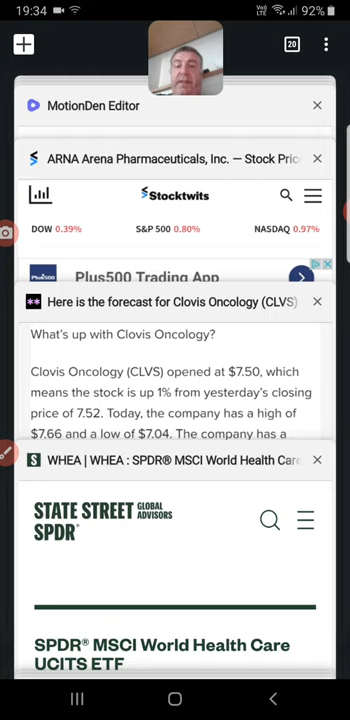 19:34
Vo) LTE 92%
20
MotionDen Editor
ARNA Arena Pharmaceuticals, Inc. — Stock Pric
Stocktwits
DOW 0.39% S&P 500 0.80% NASDAQ 0.97%
Plus500 Plus500 Trading App
Here is the forecast for Clovis Oncology (CLVS)
What's up with Clovis Oncology?
Clovis Oncology (CLVS) opened at $7.50, which
means the stock is up 1% from yesterday's closing
price of 7.52. Today, the company has a high of
$7.66 and a low of $7.04. The company has a
WHEA | WHEA : SPDR® MSCI World Health Care
STATE STREET GLOBAL ADVISORS
SPDR®
SPDR® MSCI World Health Care
UCITS ETF